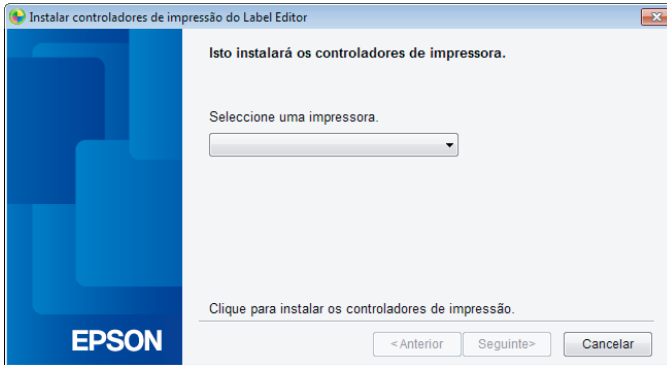 Instalar controladores de impressão do Label Editor
Isto instalará os controladores de impressora.
Seleccione uma impressora.
Clique para instalar os controladores de impressão.
EPSON
< Anterior
Seguinte>
Cancelar